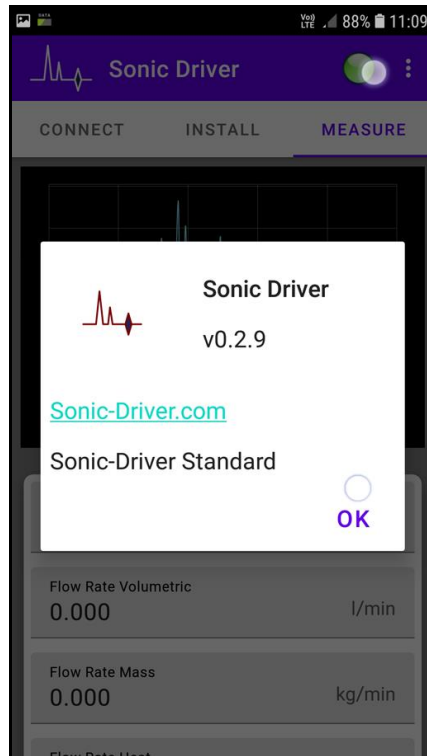 DATA
Vo)) LTE 88% 11:09
Sonic Driver
CONNECT INSTALL MEASURE
Sonic Driver
v0.2.9
Sonic-Driver.com
Sonic-Driver Standard
OK
Flow Rate Volumetric
0.000 l/min
Flow Rate Mass
0.000 kg/min
Flow Rate Heat